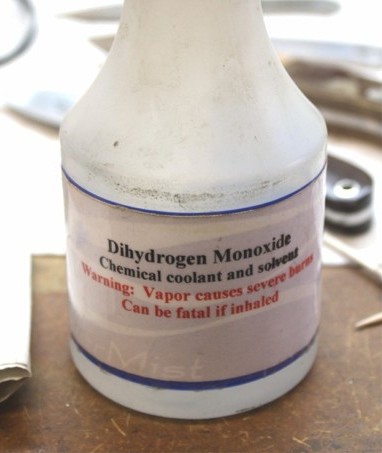 Dihydrogen Monoxide
Chemical coolant and solvent
Warning: Vapor causes severe burns
Can be fatal if inhaled
Mist